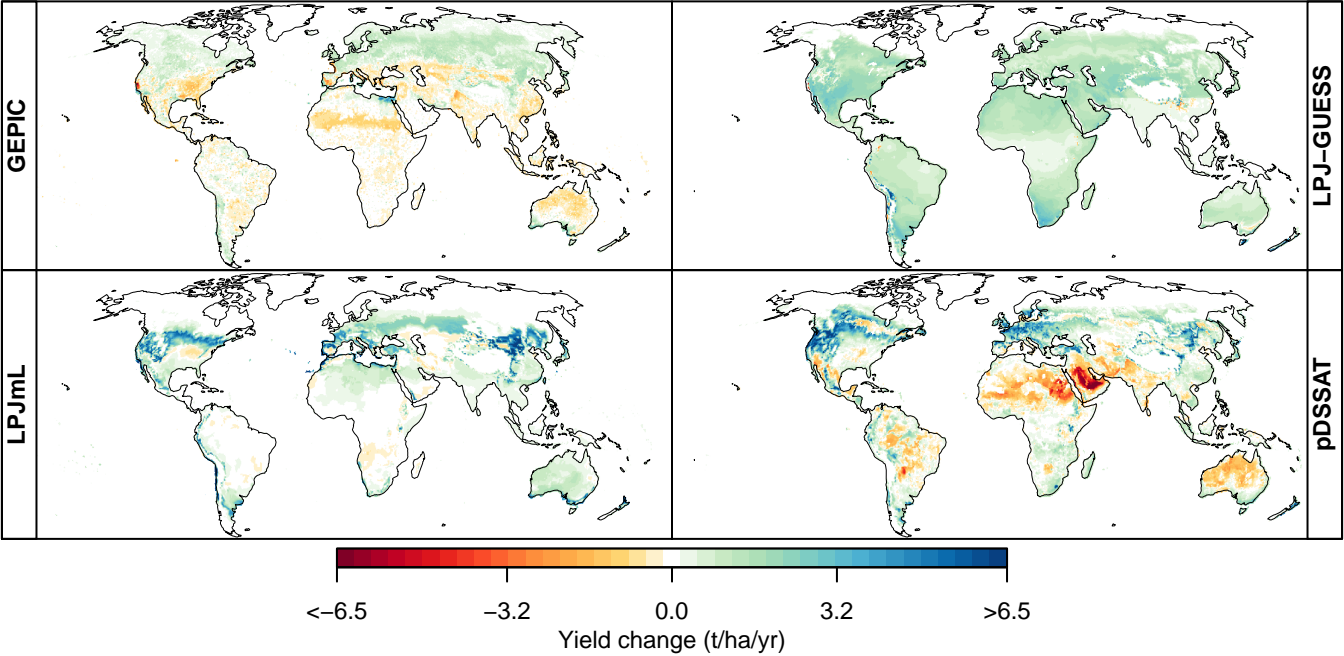 GEPIC
LPJ−GUESS
LPJmL
pDSSAT
<−6.5
−3.2
0.0
3.2
>6.5
Yield change (t/ha/yr)